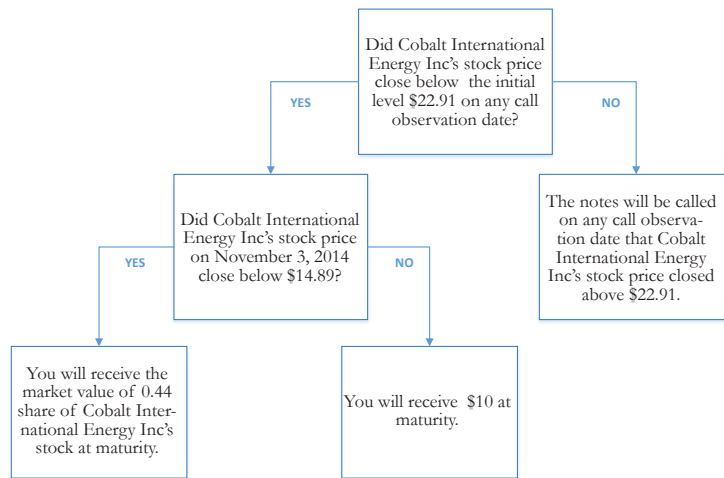 Did Cobalt International
Energy Inc's stock price
close below the initial
level $22.91 on any call
observation date?
YES
NO
Did Cobalt International
Energy Inc's stock price
on November 3, 2014
close below $14.89?
The notes will be called
on any call observa-
tion date that Cobalt
International Energy
Inc's stock price closed
above $22.91.
YES
NO
You will receive the
market value of 0.44
share of Cobalt Inter-
national Energy Inc's
stock at maturity.
You will receive $10 at
maturity.